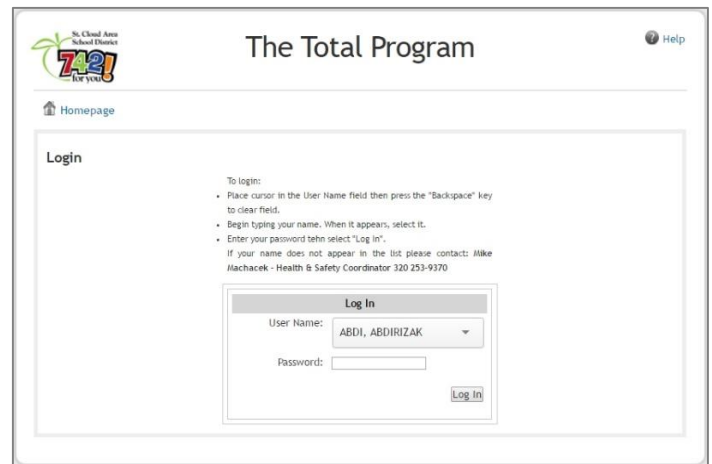 St. Cloud Area
School District
742!
for you
The Total Program
Help
Homepage
Login
To login:
Place cursor in the User Name field then press the "Backspace" key
to clear field.
Begin typing your name. When it appears, select it.
Enter your password tehn select "Log In".
If your name does not appear in the list please contact: Mike
Machacek - Health & Safety Coordinator 320 253-9370
Log In
User Name:
ABDI, ABDIRIZAK
Password:
Log In